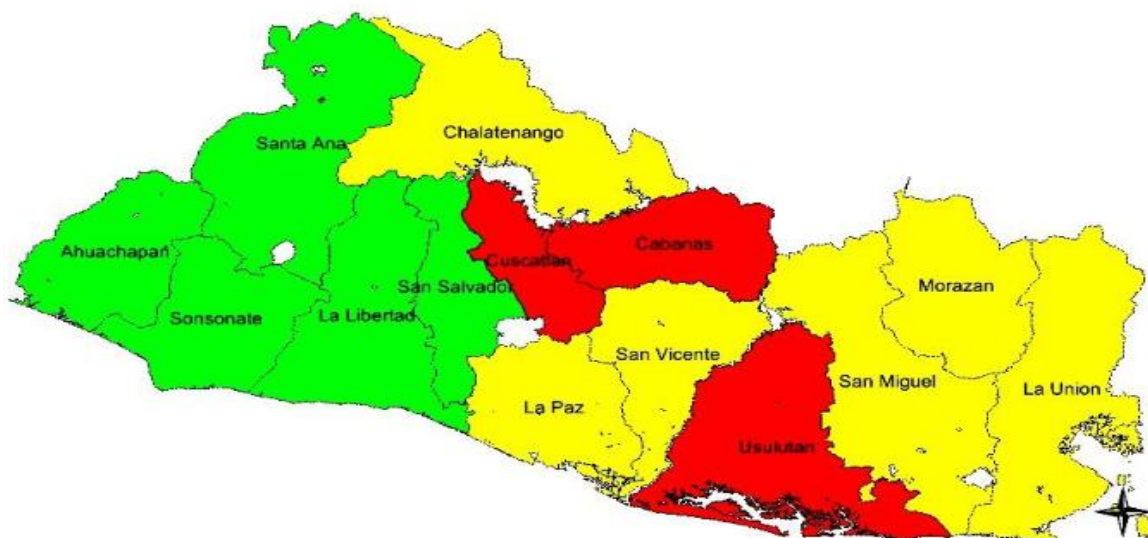 Chalatenango
Santa Ana
Cabanas
Ahuachapan
Cuscatlan
San Salvador
Morazan
Sonsonate
La Libertad
San Vicente
San Miguel
La Union
La Paz
Usulutan